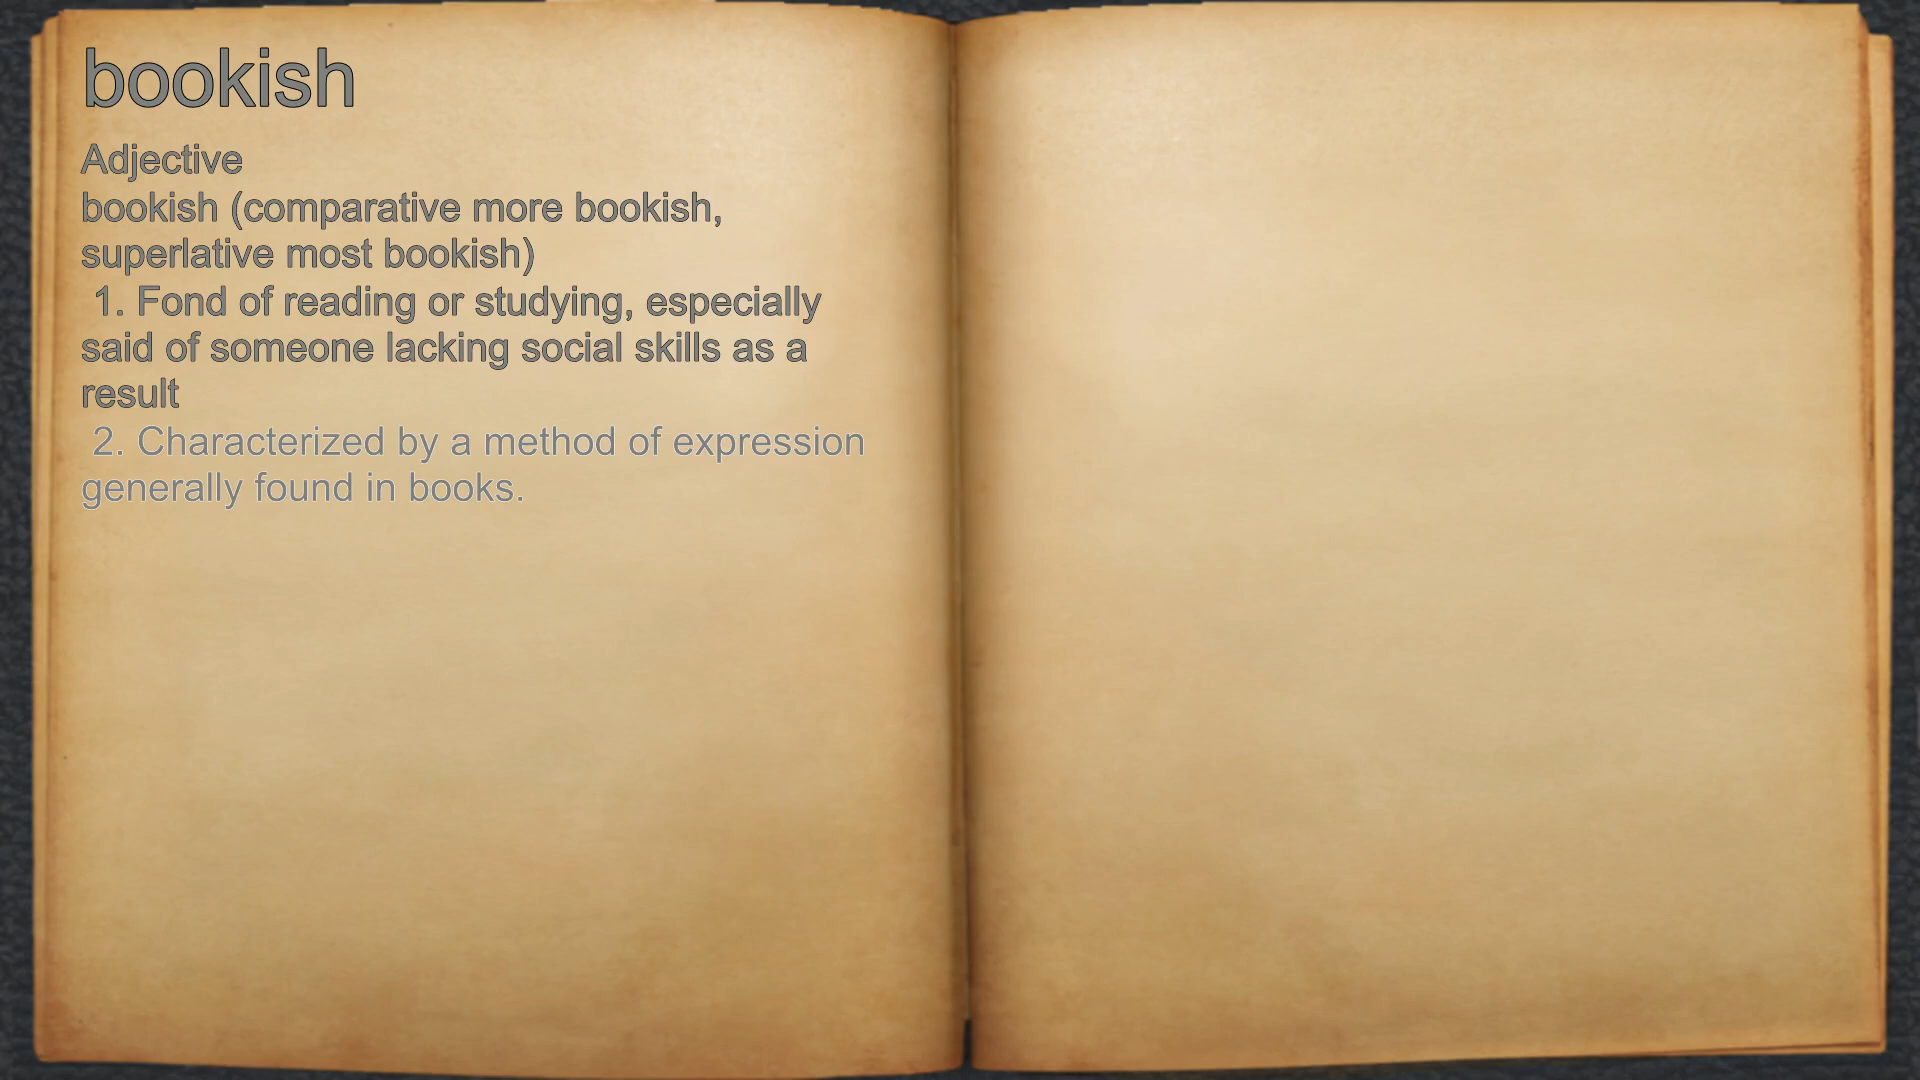 bookish
Adjective
bookish (comparative more bookish,
superlative most bookish)
1. Fond of reading or studying, especially
said of someone lacking social skills as a
result
2. Characterized by a method of expression
generally found in books.